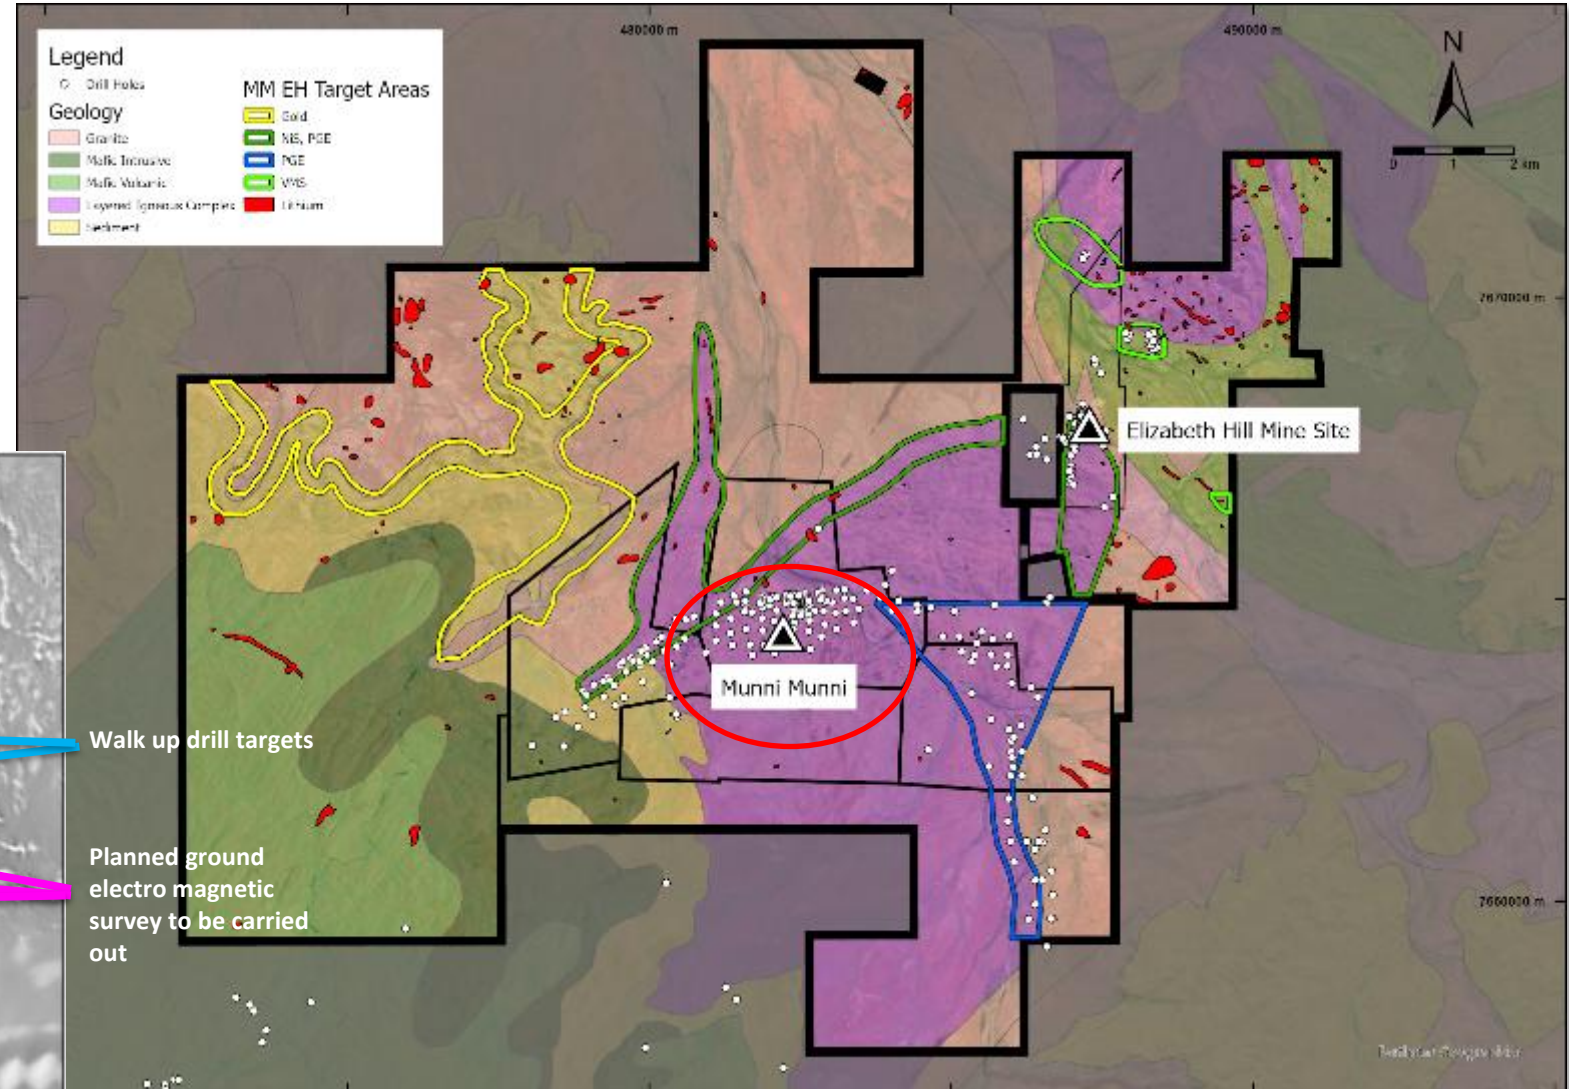 480000 m
490000 m
Legend
Drill Holes
Geology
Granite
Mafic Intrusive
Mafic Volcanic
Layered Igneous Complex
Sediment
MM EH Target Areas
Gold
NiS, PGE
PGE
VMS
Lithium
N
0 1 2 km
7670000 m
Elizabeth Hill Mine Site
Munni Munni
Walk up drill targets
Planned ground
electro magnetic
survey to be carried
out
7660000 m